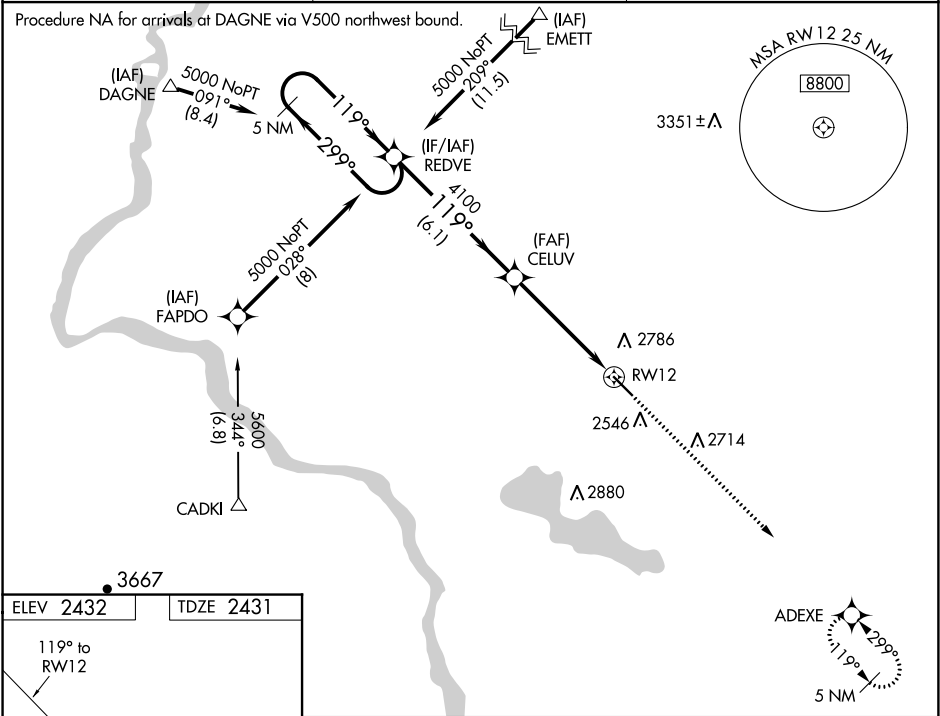 Procedure NA for arrivals at DAGNE via V500 northwest bound.
(IAF)
EMETT
5000 NoPT
209°
(11.5)
(IAF)
DAGNE
5000 NoPT
091°
(8.4)
5 NM
119°
299°
(IF/IAF)
REDVE
MSA RW 12 25 NM
8800
3351±
4100
119°
(6.1)
(FAF)
CELUV
5000 NoPT
028°
(8)
(IAF)
FAPDO
2786
RW12
2546
2714
5600
344°
(6.8)
CADKI
2880
3667
ELEV 2432
TDZE 2431
119° to
RW12
ADEXE
299°
119°
5 NM